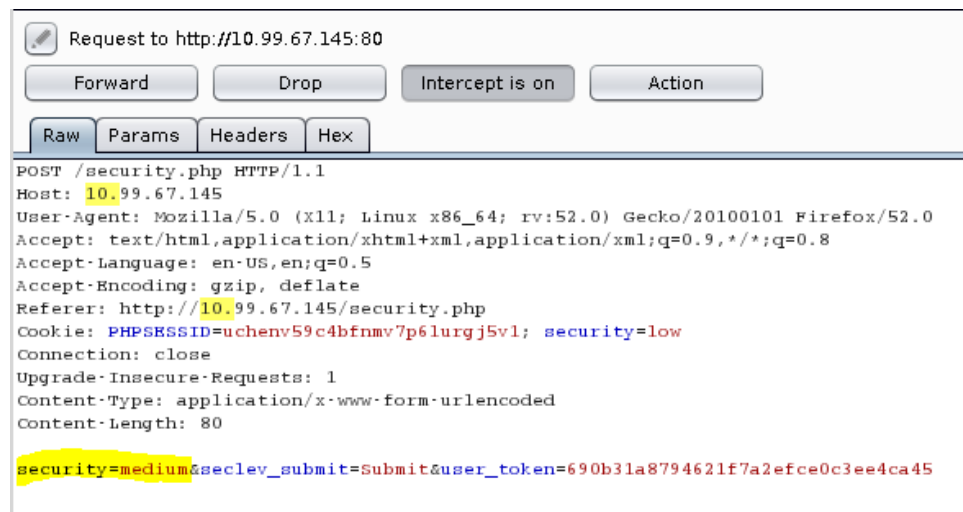 Request to http://10.99.67.145:80
Forward Drop Intercept is on Action
Raw Params Headers Hex
POST /security.php HTTP/1.1
Host: 10.99.67.145
User-Agent: Mozilla/5.0 (X11; Linux x86_64; rv:52.0) Gecko/20100101 Firefox/52.0
Accept: text/html,application/xhtml+xml,application/xml;q=0.9,*/*;q=0.8
Accept-Language: en-US,en;q=0.5
Accept-Encoding: gzip, deflate
Referer: http://10.99.67.145/security.php
Cookie: PHPSESSID=uchenv59c4bfnmv7p6lurgj5v1; security=low
Connection: close
Upgrade-Insecure-Requests: 1
Content-Type: application/x-www-form-urlencoded
Content-Length: 80
security=medium&seclev_submit=Submit&user_token=690b31a8794621f7a2efce0c3ee4ca45